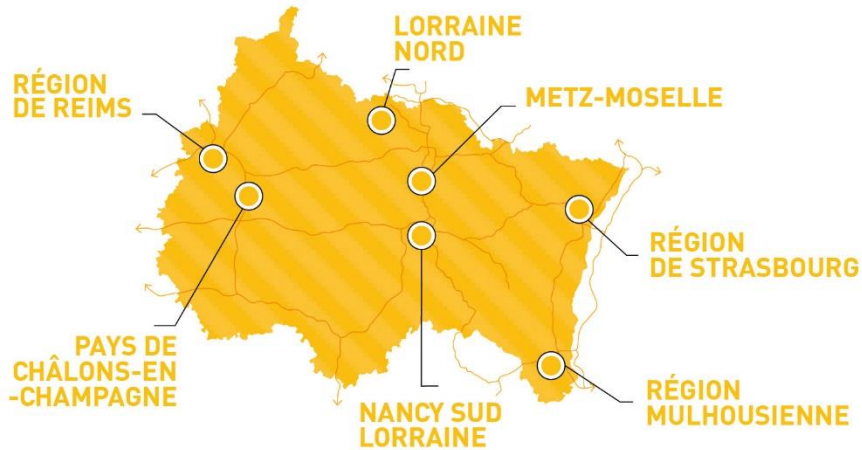 LORRAINE
NORD
RÉGION
DE REIMS
METZ-MOSELLE
RÉGION
DE STRASBOURG
PAYS DE
CHÂLONS-EN
-CHAMPAGNE
NANCY SUD
LORRAINE
RÉGION
MULHOUSIENNE